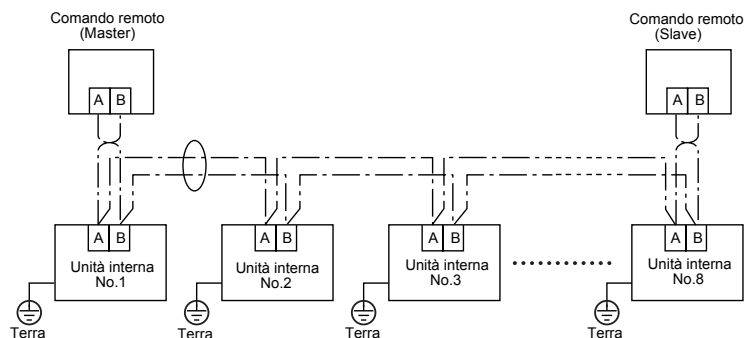 Comando remoto
(Master)
Comando remoto
(Slave)
A B
A B
A B
A B
A B
A B
Unità interna
No.1
Unità interna
No.2
Unità interna
No.3
Unità interna
No.8
Terra
Terra
Terra
Terra